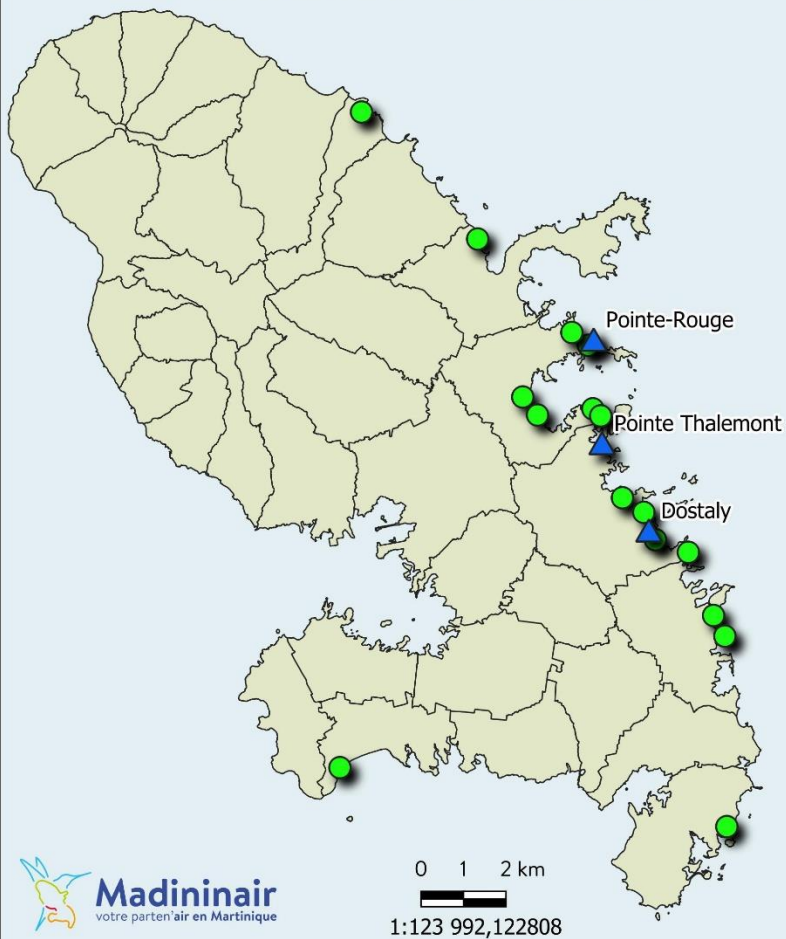 Pointe-Rouge
Pointe Thalemont
Dostaly
Madininair
votre parten'air en Martinique
0 1 2 km
1:123 992,122808